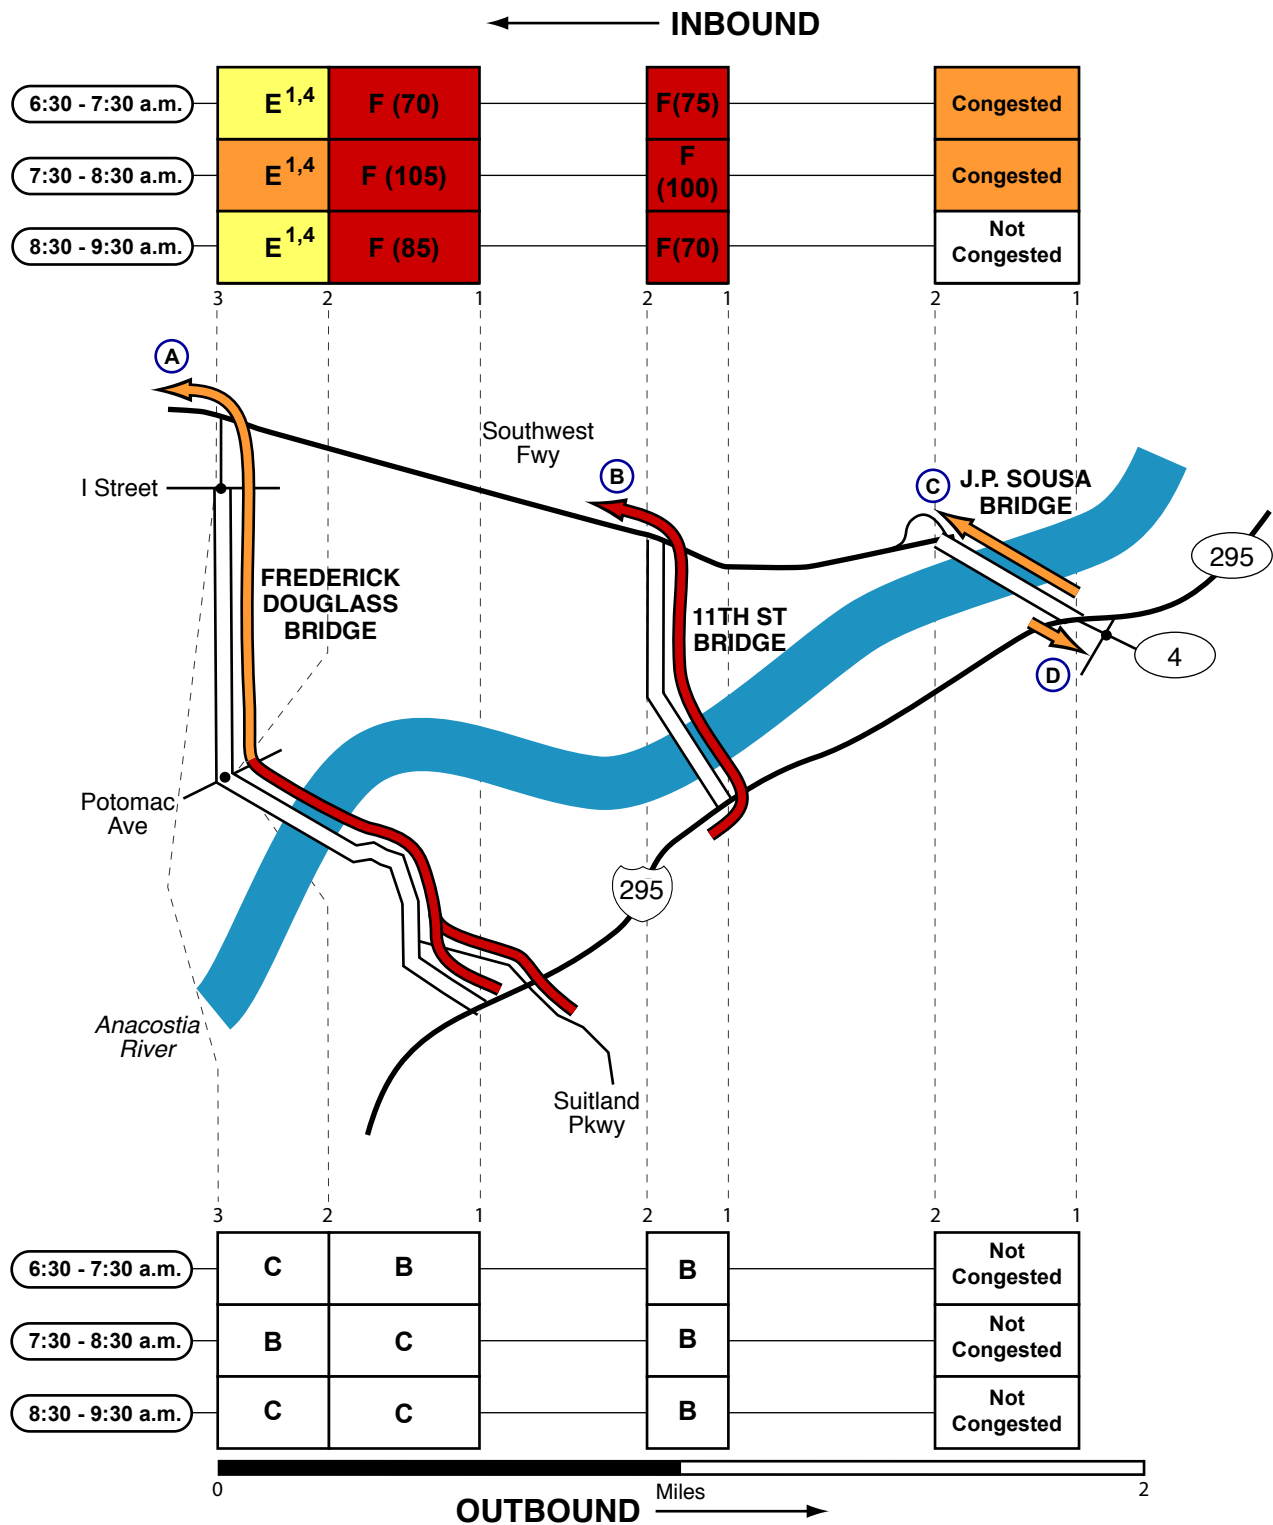 INBOUND
6:30 - 7:30 a.m.
E 1,4
F (70)
F(75)
Congested
7:30 - 8:30 a.m.
E 1,4
F (105)
F
(100)
Congested
8:30 - 9:30 a.m.
E 1,4
F (85)
F(70)
Not
Congested
3 2 1 2 1 2 1
A
Southwest
Fwy
B
C
J.P. SOUSA
BRIDGE
I Street
295
FREDERICK
DOUGLASS
BRIDGE
11TH ST
BRIDGE
4
D
Potomac
Ave
295
Anacostia
River
Suitland
Pkwy
3 2 1 2 1 2 1
6:30 - 7:30 a.m.
C
B
B
Not
Congested
7:30 - 8:30 a.m.
B
C
B
Not
Congested
8:30 - 9:30 a.m.
C
C
B
Not
Congested
0 Miles 2
OUTBOUND